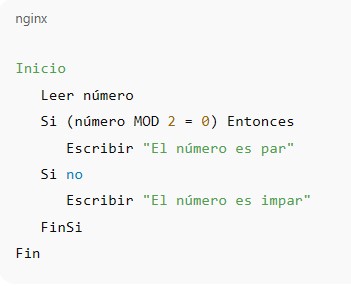 nginx
Inicio
Leer número
Si (número MOD 2 = 0) Entonces
Escribir "El número es par"
Si no
Escribir "El número es impar"
FinSi
Fin